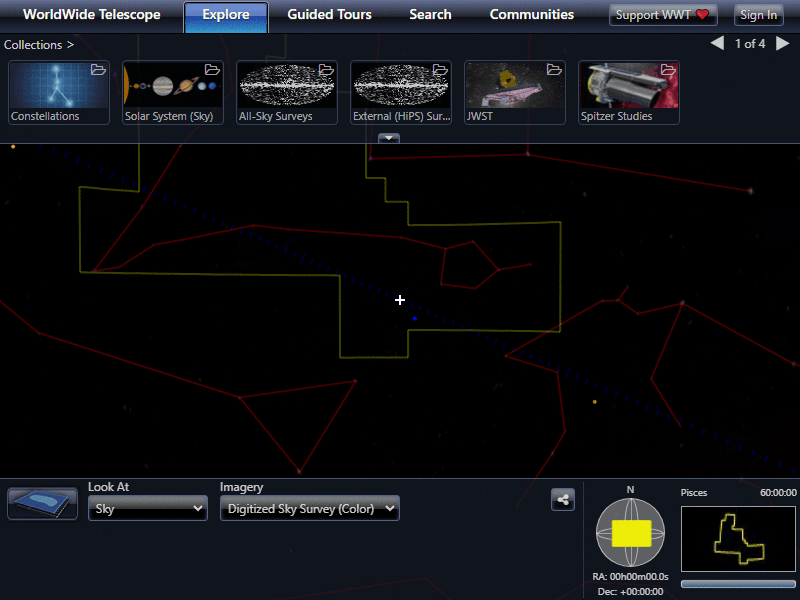 WorldWide Telescope Explore Guided Tours Search Communities Support WWT Sign In
Collections > 1 of 4
Constellations Solar System (Sky) All-Sky Surveys External (HiPS) Sur... JWST Spitzer Studies
Look At Imagery
Sky Digitized Sky Survey (Color)
N
RA: 00h00m00.0s
Dec: +00:00:00
Pisces 60:00:00